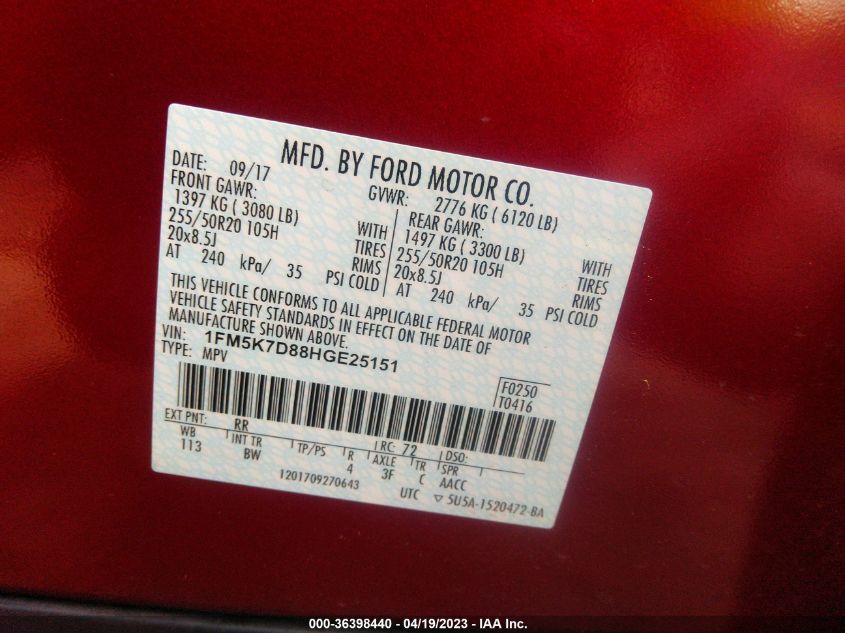 MFD. BY FORD MOTOR CO.
DATE: 09/17 GVWR: 2776 KG ( 6120 LB)
FRONT GAWR: REAR GAWR:
1397 KG ( 3080 LB) WITH 1497 KG ( 3300 LB) WITH
255/50R20 105H TIRES 255/50R20 105H TIRES
20x8.5J RIMS 20x8.5J RIMS
AT 240 kPa/ 35 PSI COLD AT 240 kPa/ 35 PSI COLD
THIS VEHICLE CONFORMS TO ALL APPLICABLE FEDERAL MOTOR
VEHICLE SAFETY STANDARDS IN EFFECT ON THE DATE OF
MANUFACTURE SHOWN ABOVE.
VIN: 1FM5K7D88HGE25151
TYPE: MPV
F0250
T0416
EXT PNT: RR RC: 72 DSO:
WB INT TR TP/PS R AXLE TR SPR
113 BW 4 3F C AACC
1201709270643 UTC ▽ 5U5A-1520472-BA
000-36398440 - 04/19/2023 - IAA Inc.